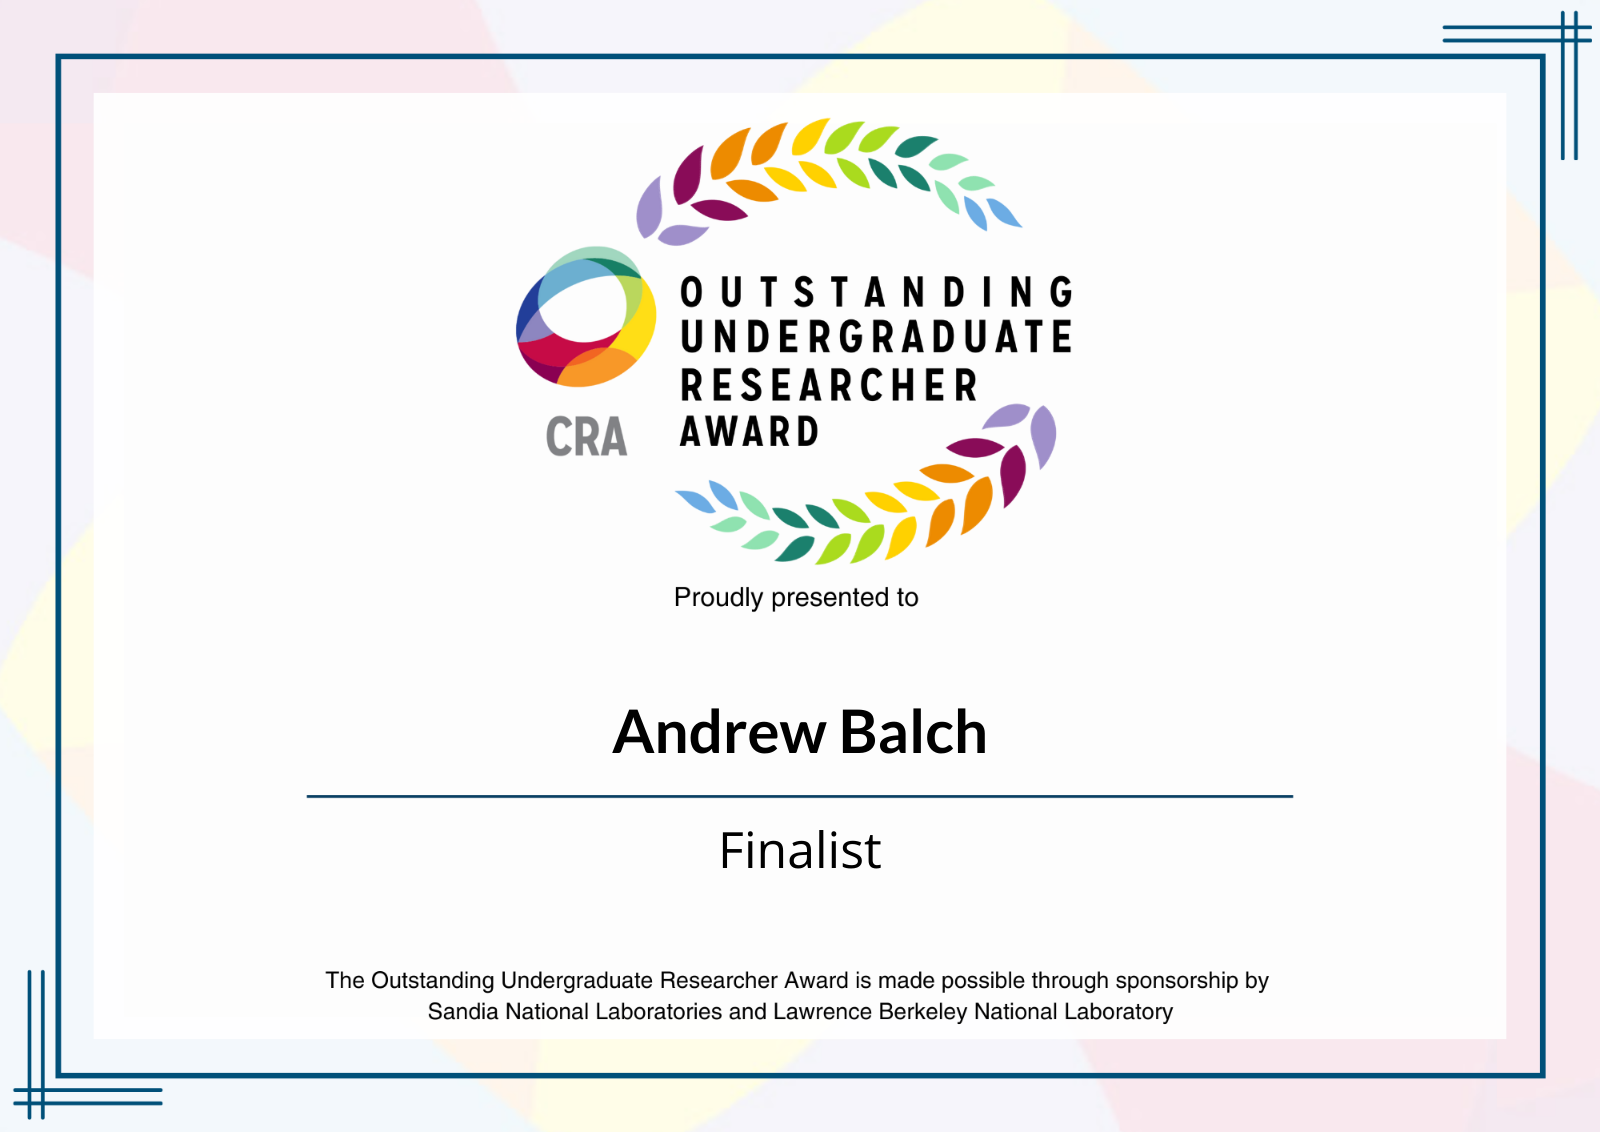 OUTSTANDING
UNDERGRADUATE
RESEARCHER
AWARD
CRA
Proudly presented to
Andrew Balch
Finalist
The Outstanding Undergraduate Researcher Award is made possible through sponsorship by
Sandia National Laboratories and Lawrence Berkeley National Laboratory